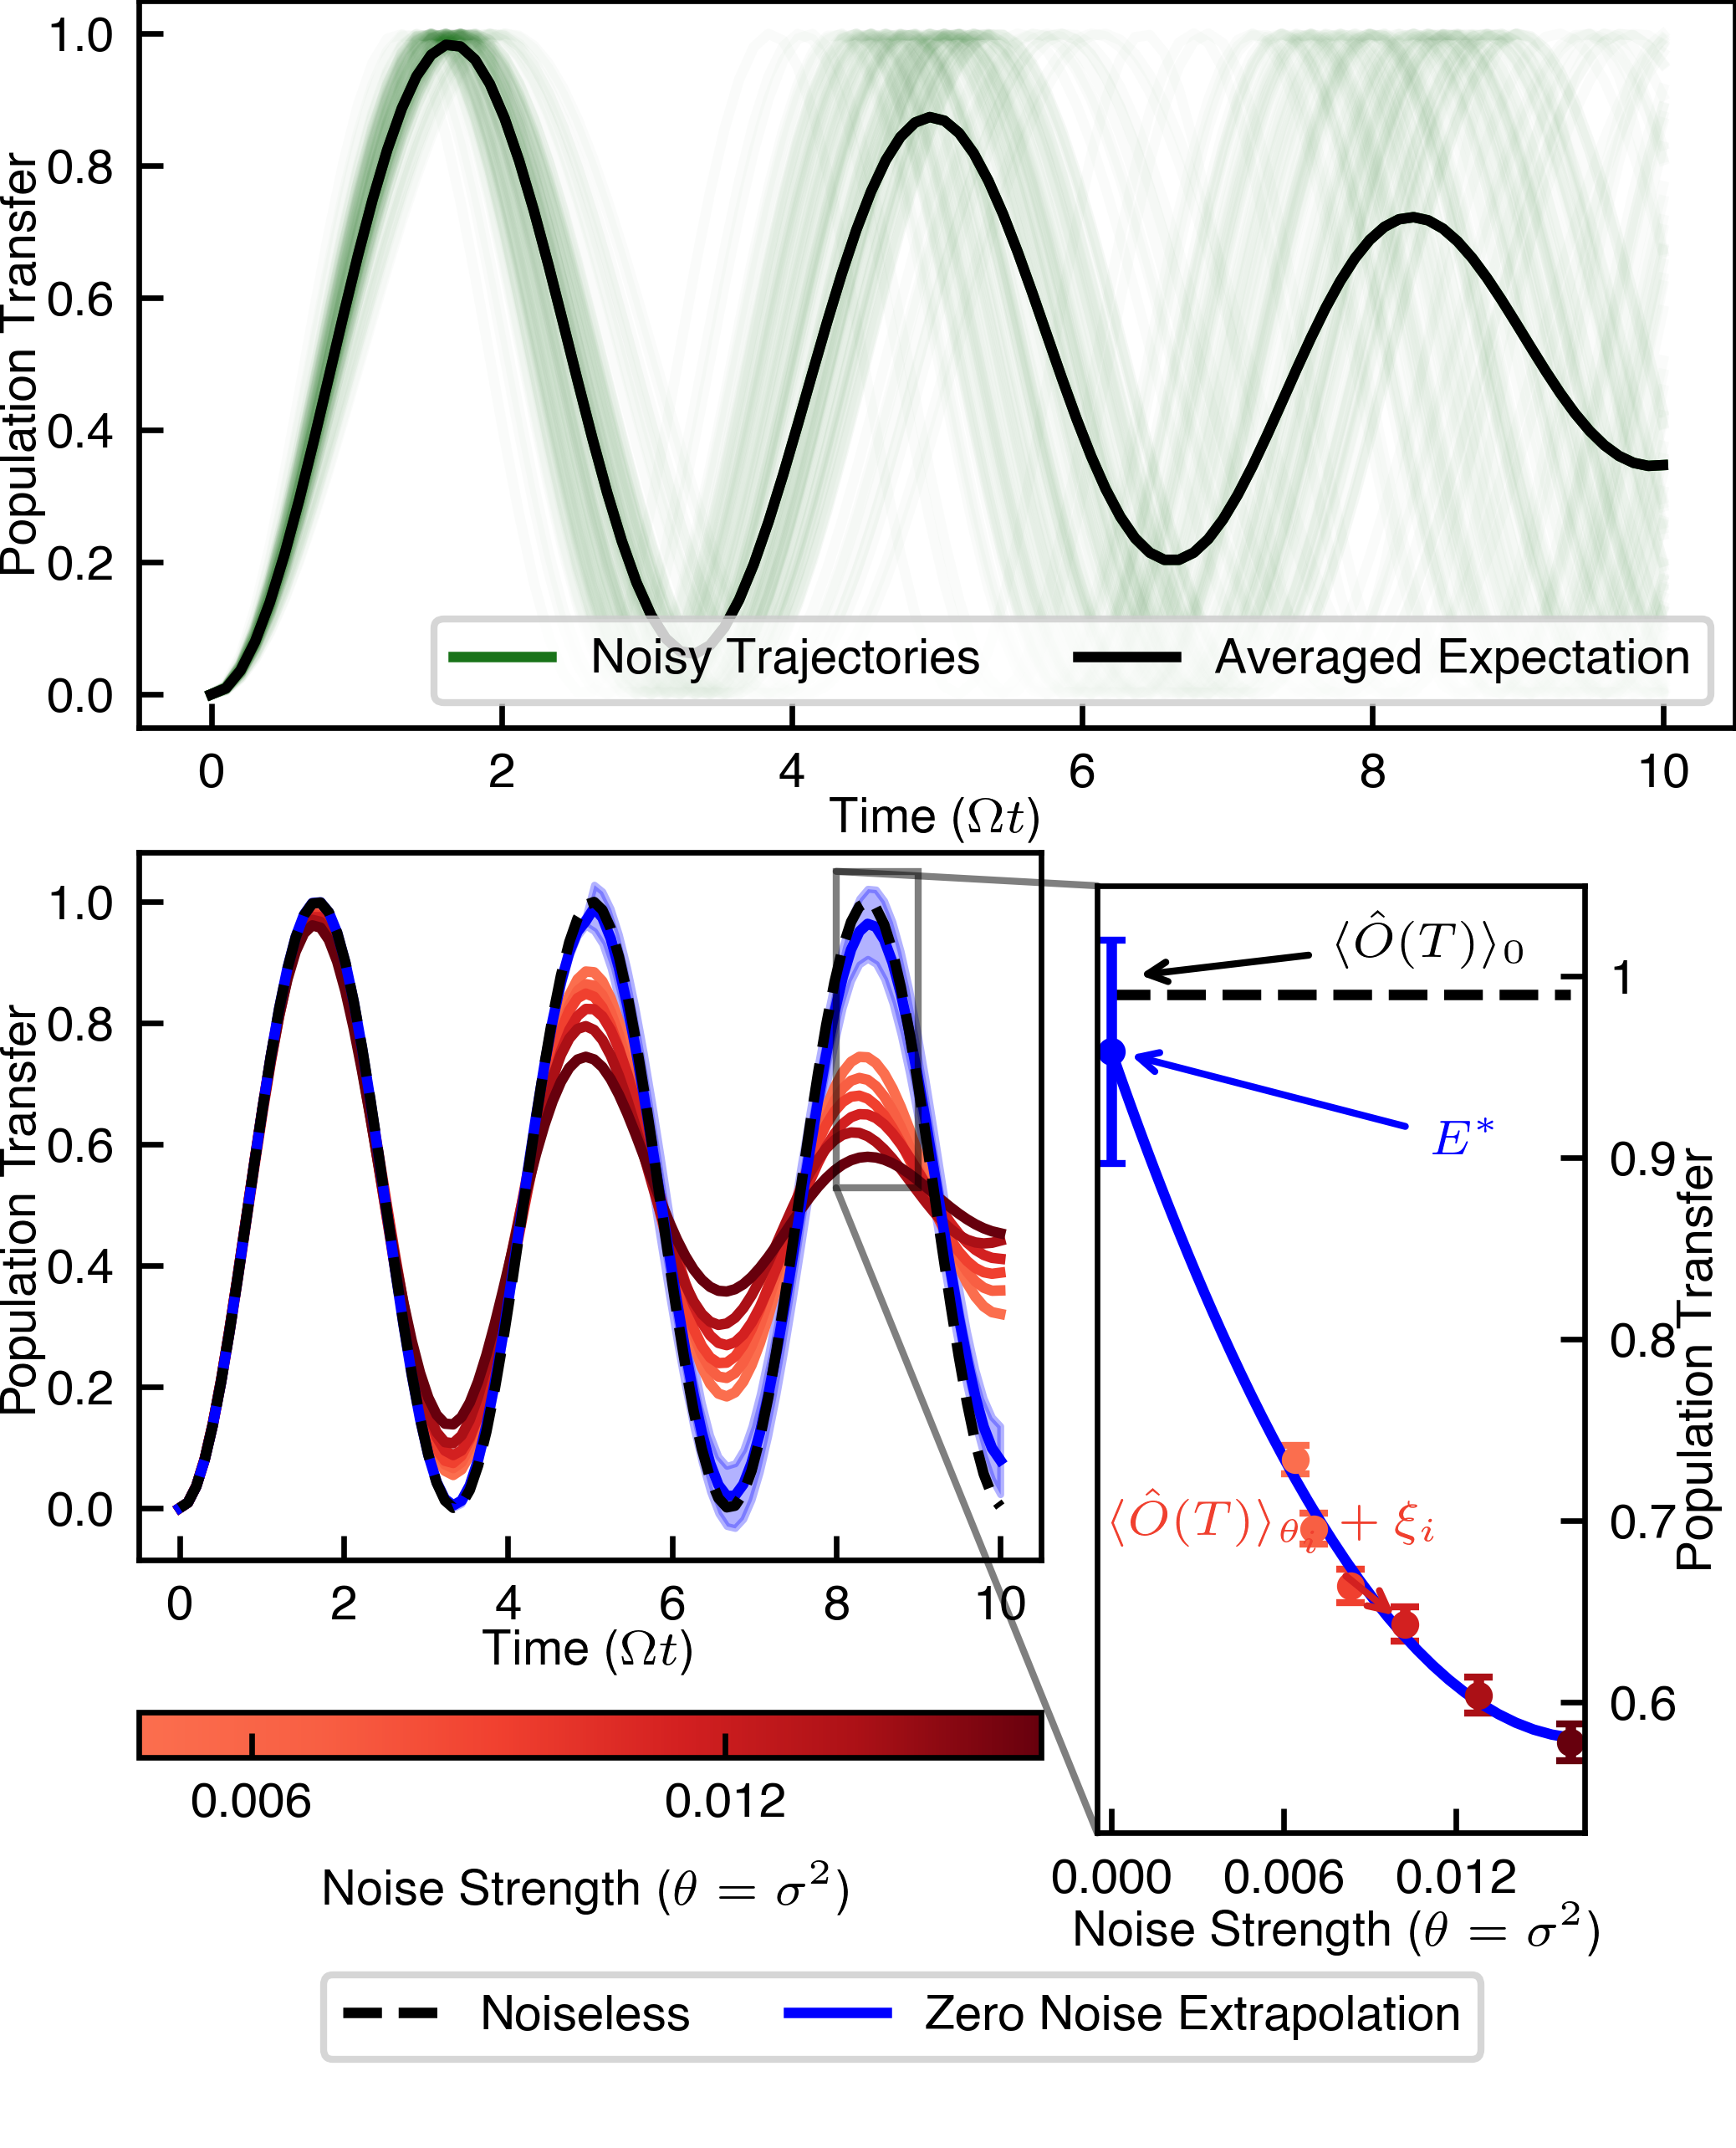 Population Transfer
1.0
0.8
0.6
0.4
0.2
0.0
Noisy Trajectories
Averaged Expectation
0 2 4 6 8 10
Time (Ωt)
Population Transfer
1.0
0.8
0.6
0.4
0.2
0.0
0 2 4 6 8 10
Time (Ωt)
0.006 0.012
Noise Strength (θ = σ²)
⟨Ô(T)⟩₀
E*
⟨Ô(T)⟩_θᵢ + ξᵢ
1
0.9
0.8
0.7
0.6
Population Transfer
0.000 0.006 0.012
Noise Strength (θ = σ²)
Noiseless
Zero Noise Extrapolation